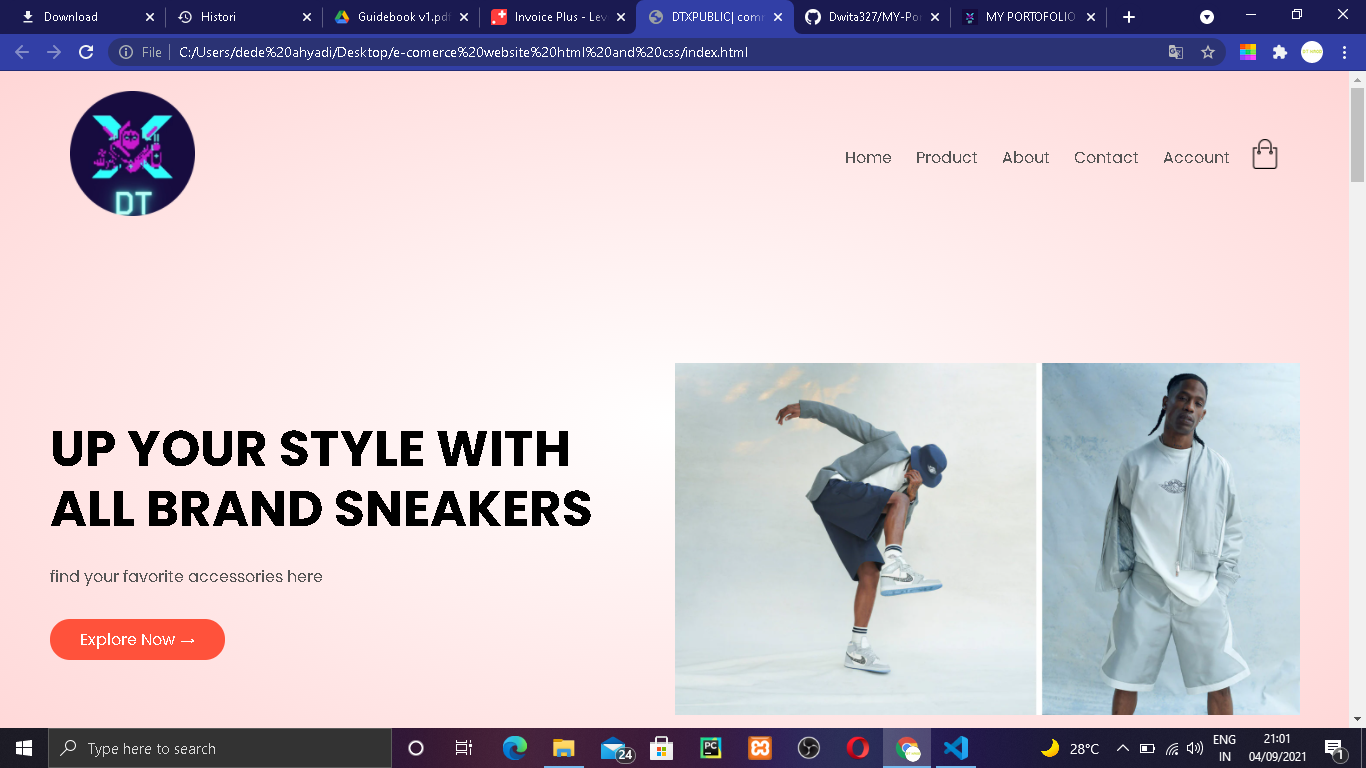 Download
Histori
Guidebook v1.pdf
Invoice Plus - Lev
DTXPUBLIC| com
Dwita327/MY-Por
MY PORTOFOLIO
File
C:/Users/dede%20ahyadi/Desktop/e-comerce%20website%20html%20and%20css/index.html
DT
Home
Product
About
Contact
Account
UP YOUR STYLE WITH
ALL BRAND SNEAKERS
find your favorite accessories here
Explore Now →
Type here to search
24
PC
28°C
ENG
IN
21:01
04/09/2021
1